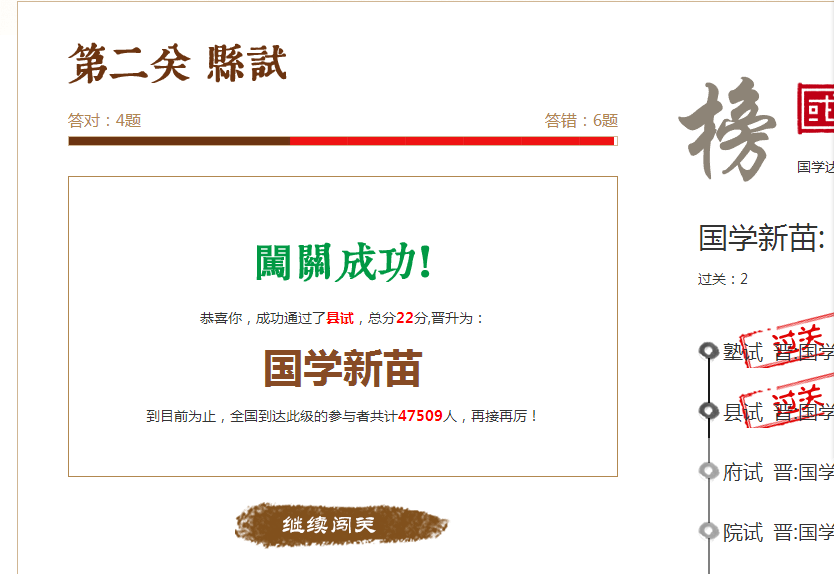 第二关 縣試
答对：4题
答错：6题
闖關成功!
恭喜你，成功通过了县试，总分22分,晋升为：
国学新苗
到目前为止，全国到达此级的参与者共计47509人，再接再厉！
继续闯关
榜
国
国学达
国学新苗:
过关：2
塾试 晋:国学
过关
县试 晋:国学
过关
府试 晋:国学
院试 晋:国学